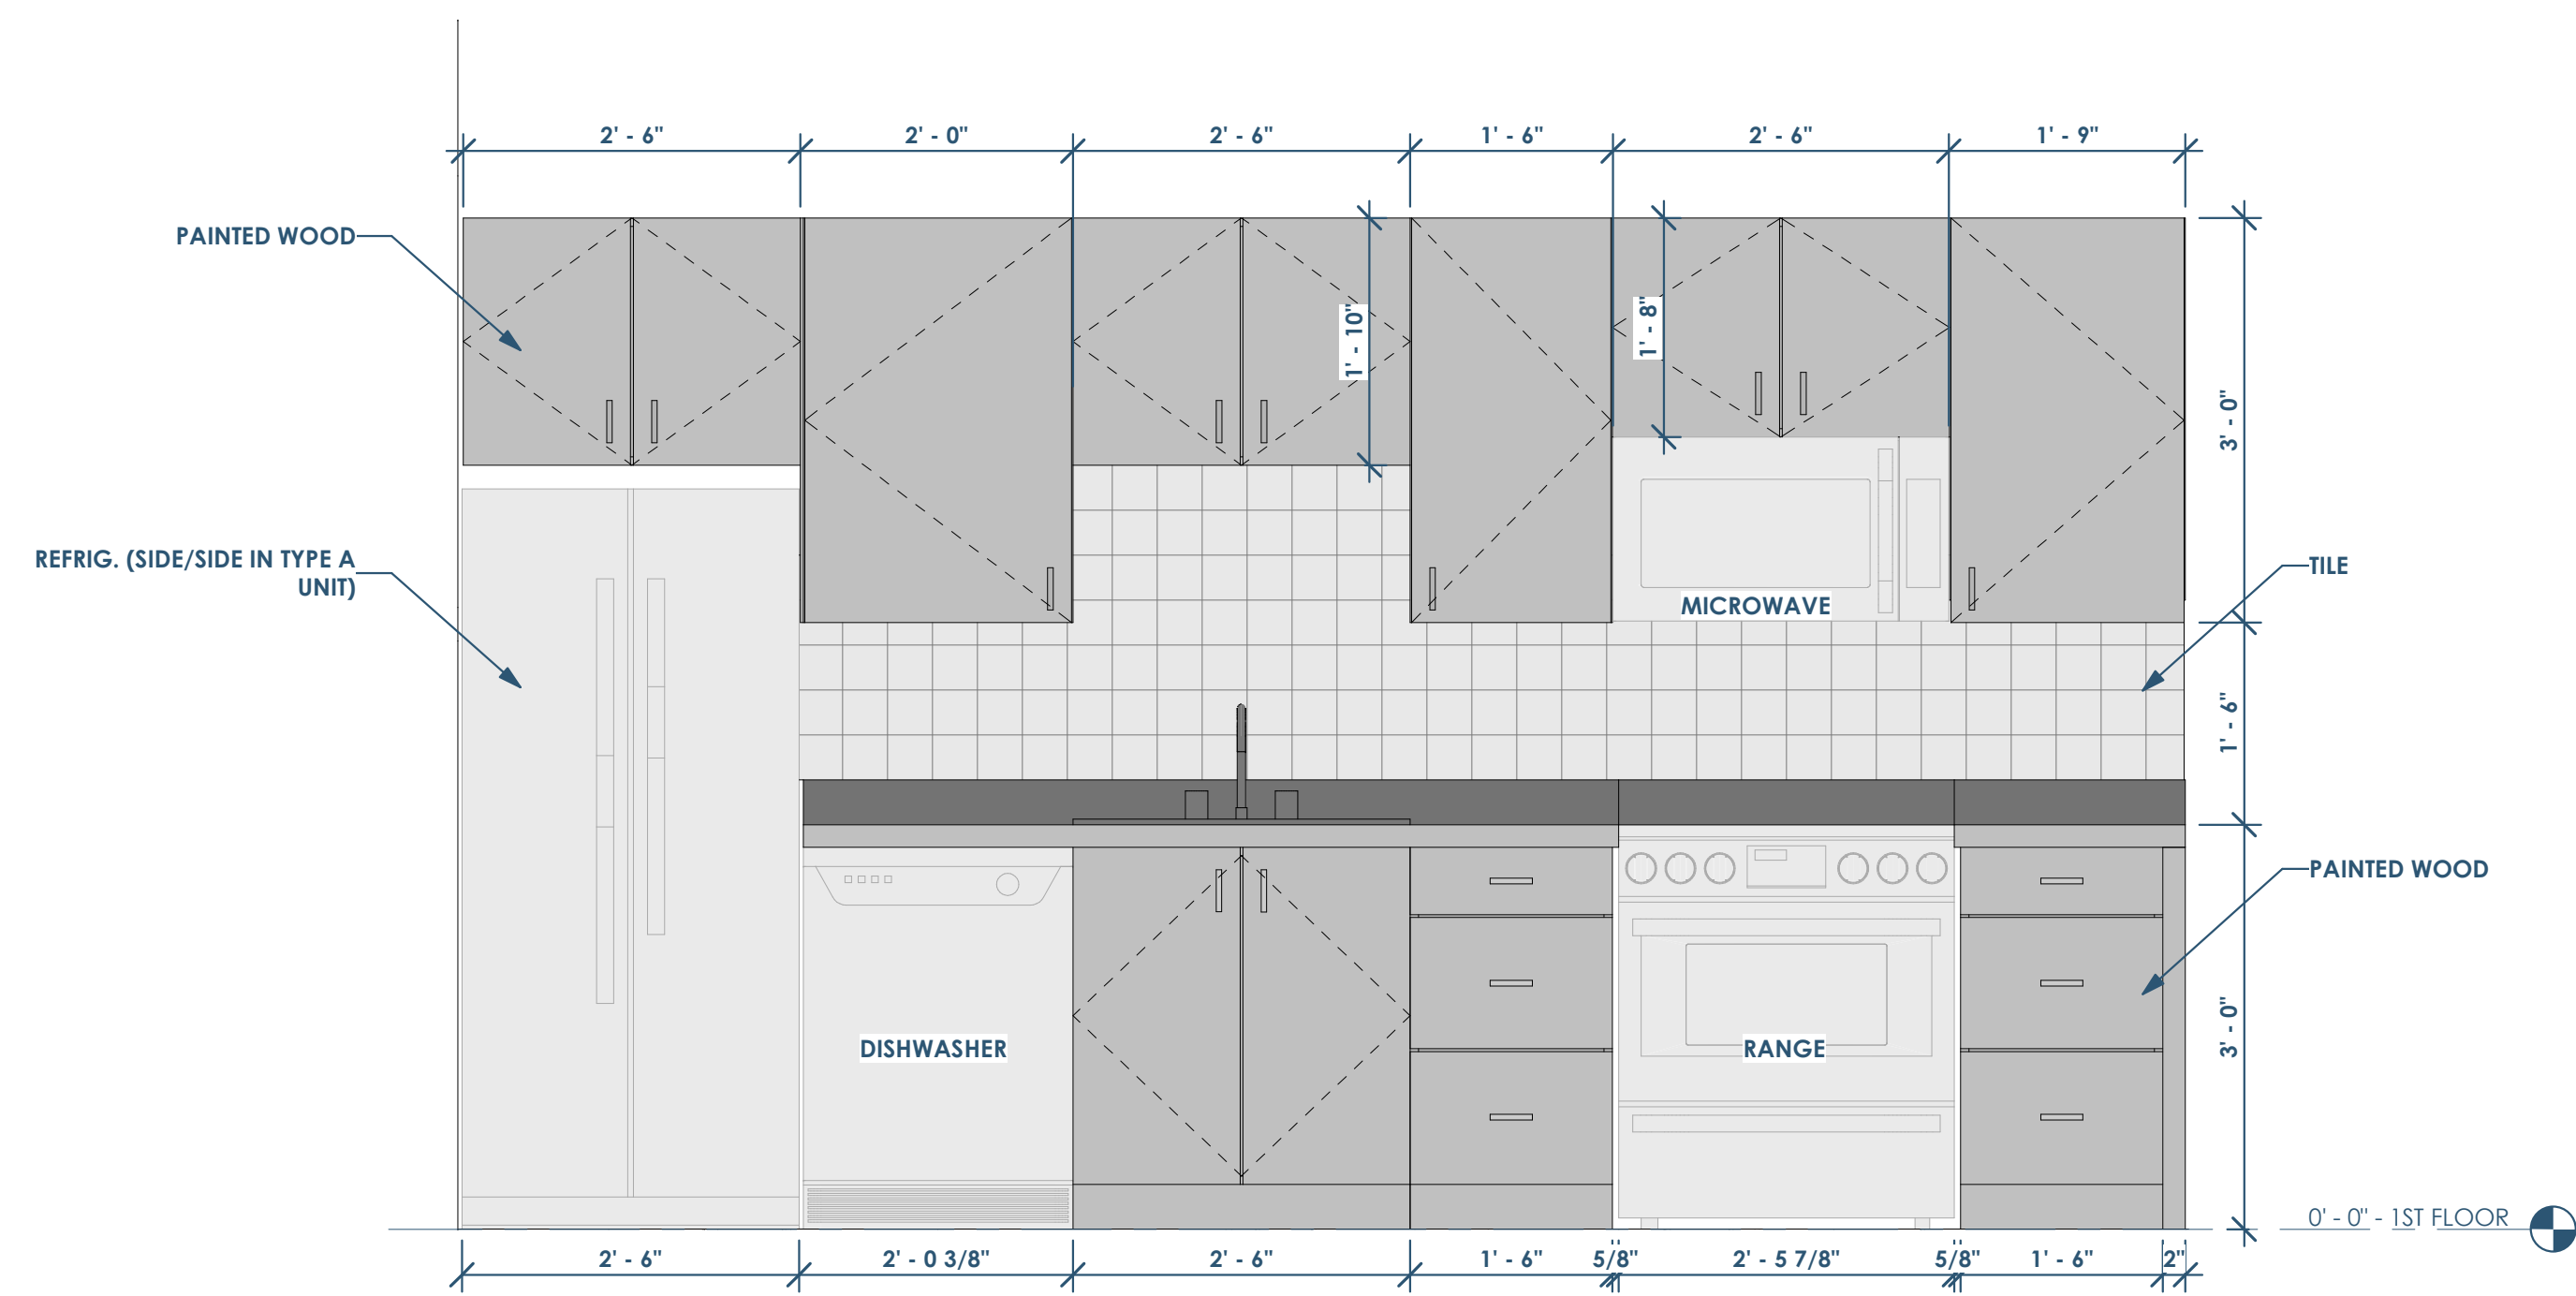 2' - 6"
2' - 0"
2' - 6"
1' - 6"
2' - 6"
1' - 9"
PAINTED WOOD
1' - 10"
1' - 8"
3' - 0"
REFRIG. (SIDE/SIDE IN TYPE A
UNIT)
TILE
MICROWAVE
1' - 6"
PAINTED WOOD
DISHWASHER
RANGE
3' - 0"
0' - 0" - 1ST FLOOR
2' - 6"
2' - 0 3/8"
2' - 6"
1' - 6"
5/8"
2' - 5 7/8"
5/8"
1' - 6"
2"